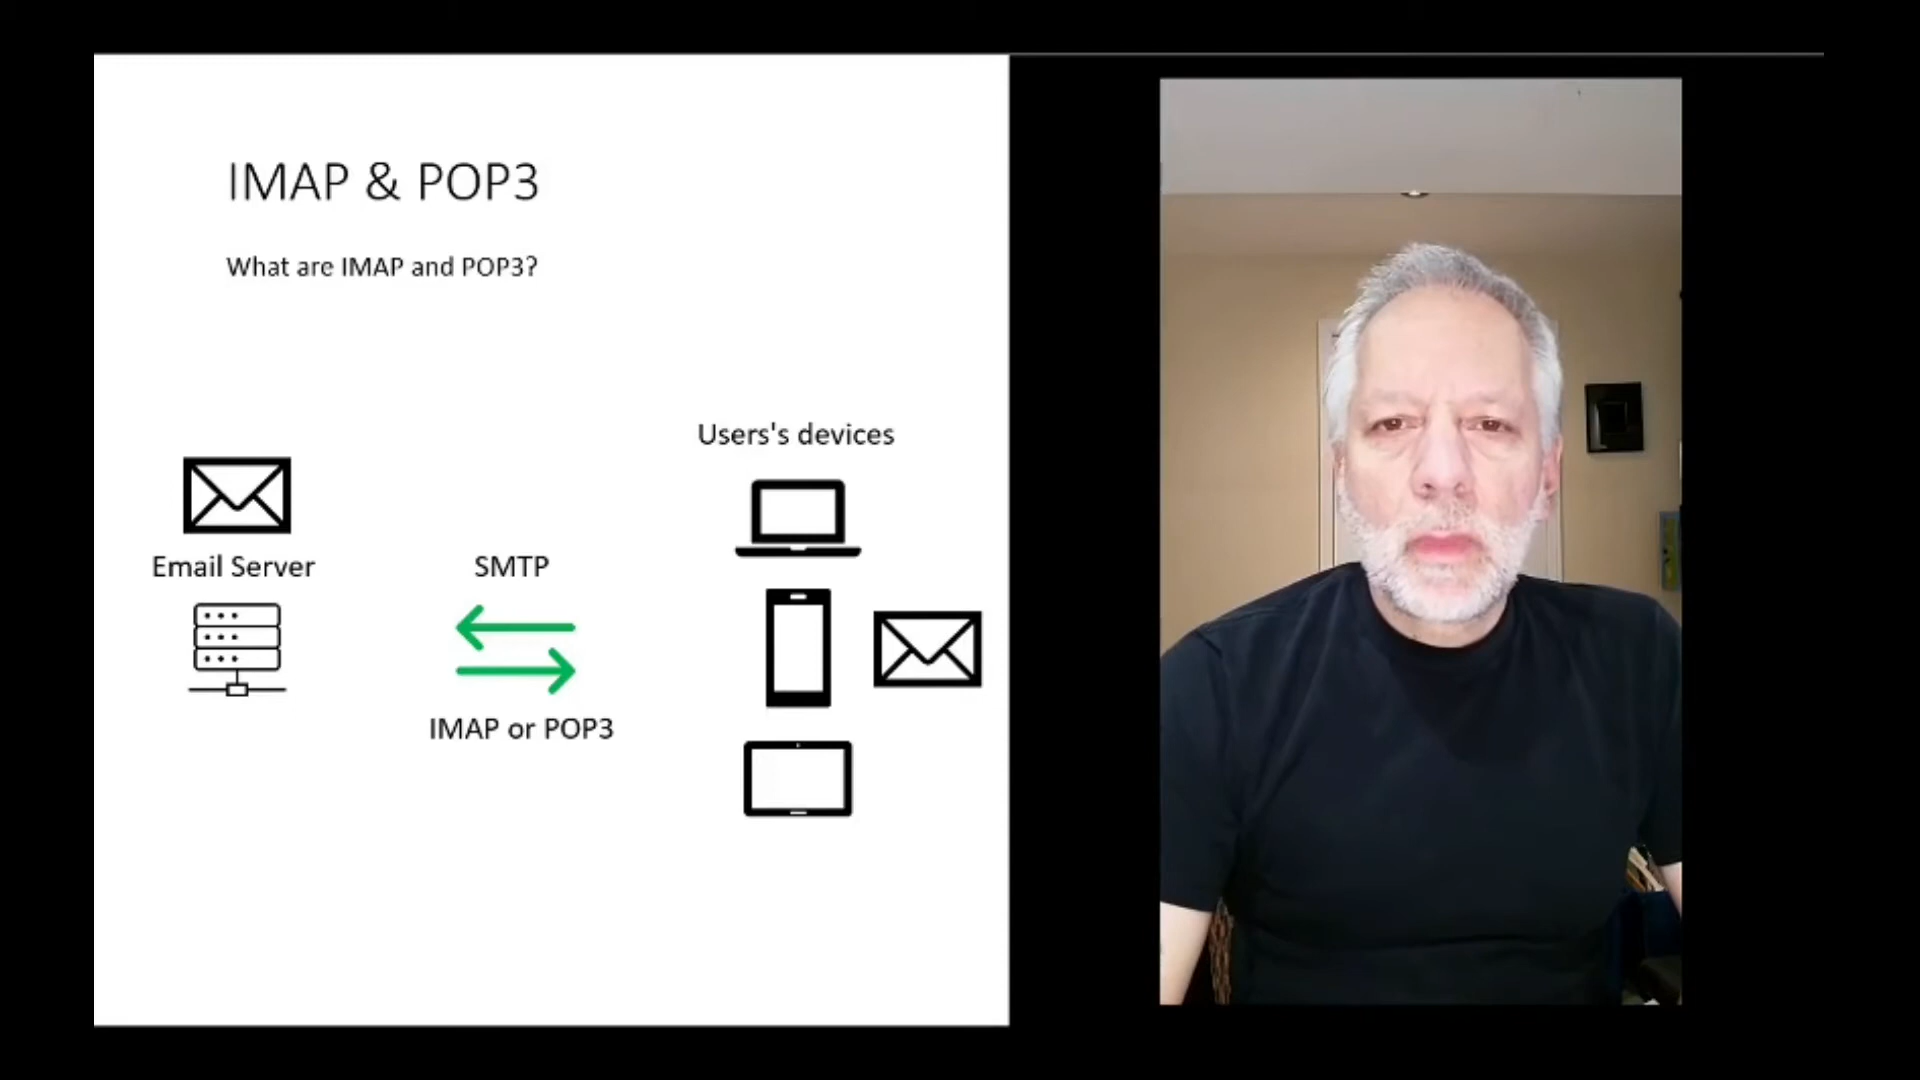 IMAP & POP3
What are IMAP and POP3?
Users's devices
Email Server
SMTP
IMAP or POP3